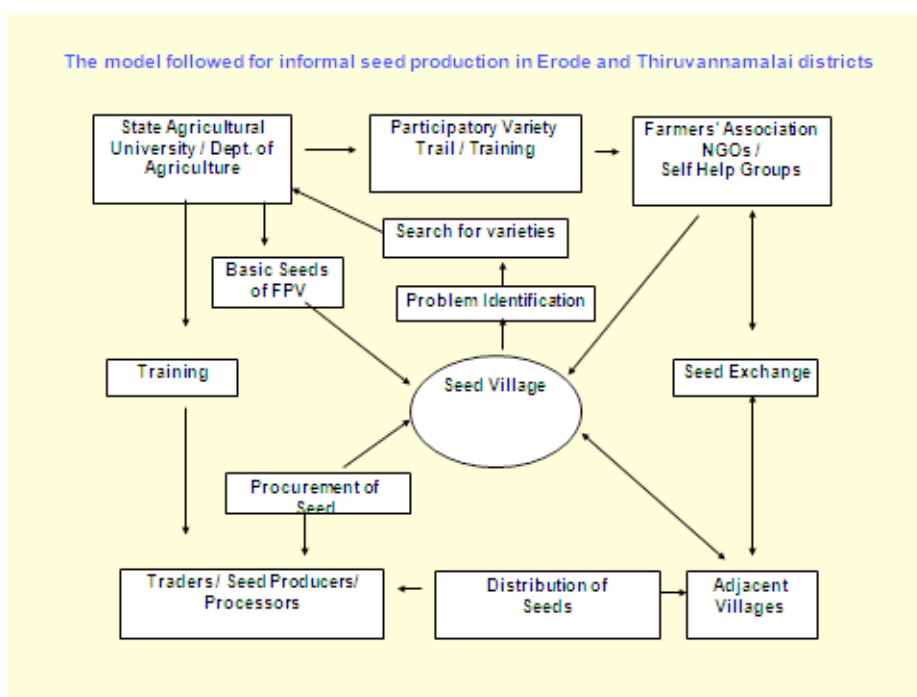 The model followed for informal seed production in Erode and Thiruvannamalai districts
State Agricultural
University / Dept. of
Agriculture
Participatory Variety
Trail / Training
Farmers' Association
NGOs /
Self Help Groups
Search for varieties
Basic Seeds
of FPV
Problem Identification
Training
Seed Village
Seed Exchange
Procurement of
Seed
Traders / Seed Producers/
Processors
Distribution of
Seeds
Adjacent
Villages